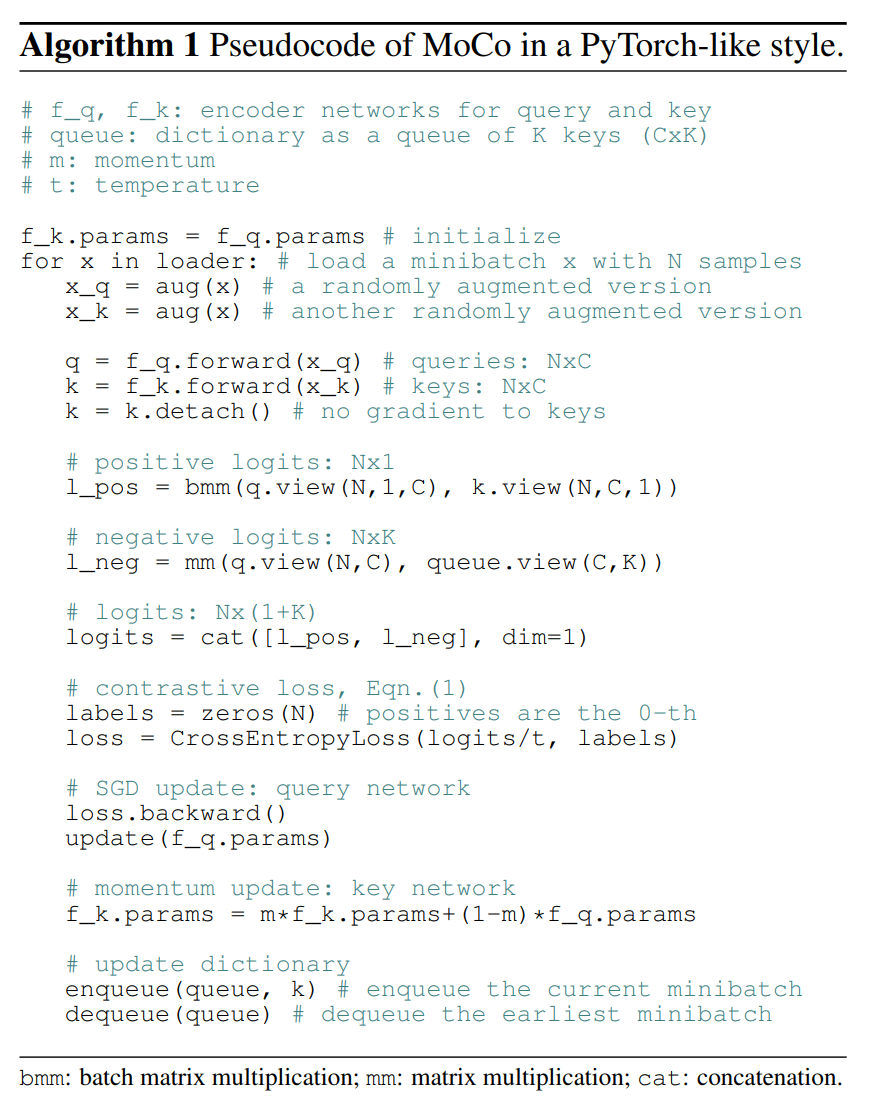 Algorithm 1 Pseudocode of MoCo in a PyTorch-like style.
# f_q, f_k: encoder networks for query and key
# queue: dictionary as a queue of K keys (CxK)
# m: momentum
# t: temperature
f_k.params = f_q.params # initialize
for x in loader: # load a minibatch x with N samples
x_q = aug(x) # a randomly augmented version
x_k = aug(x) # another randomly augmented version
q = f_q.forward(x_q) # queries: NxC
k = f_k.forward(x_k) # keys: NxC
k = k.detach() # no gradient to keys
# positive logits: Nx1
l_pos = bmm(q.view(N,1,C), k.view(N,C,1))
# negative logits: NxK
l_neg = mm(q.view(N,C), queue.view(C,K))
# logits: Nx(1+K)
logits = cat([l_pos, l_neg], dim=1)
# contrastive loss, Eqn.(1)
labels = zeros(N) # positives are the 0-th
loss = CrossEntropyLoss(logits/t, labels)
# SGD update: query network
loss.backward()
update(f_q.params)
# momentum update: key network
f_k.params = m*f_k.params+(1-m)*f_q.params
# update dictionary
enqueue(queue, k) # enqueue the current minibatch
dequeue(queue) # dequeue the earliest minibatch
bmm: batch matrix multiplication; mm: matrix multiplication; cat: concatenation.